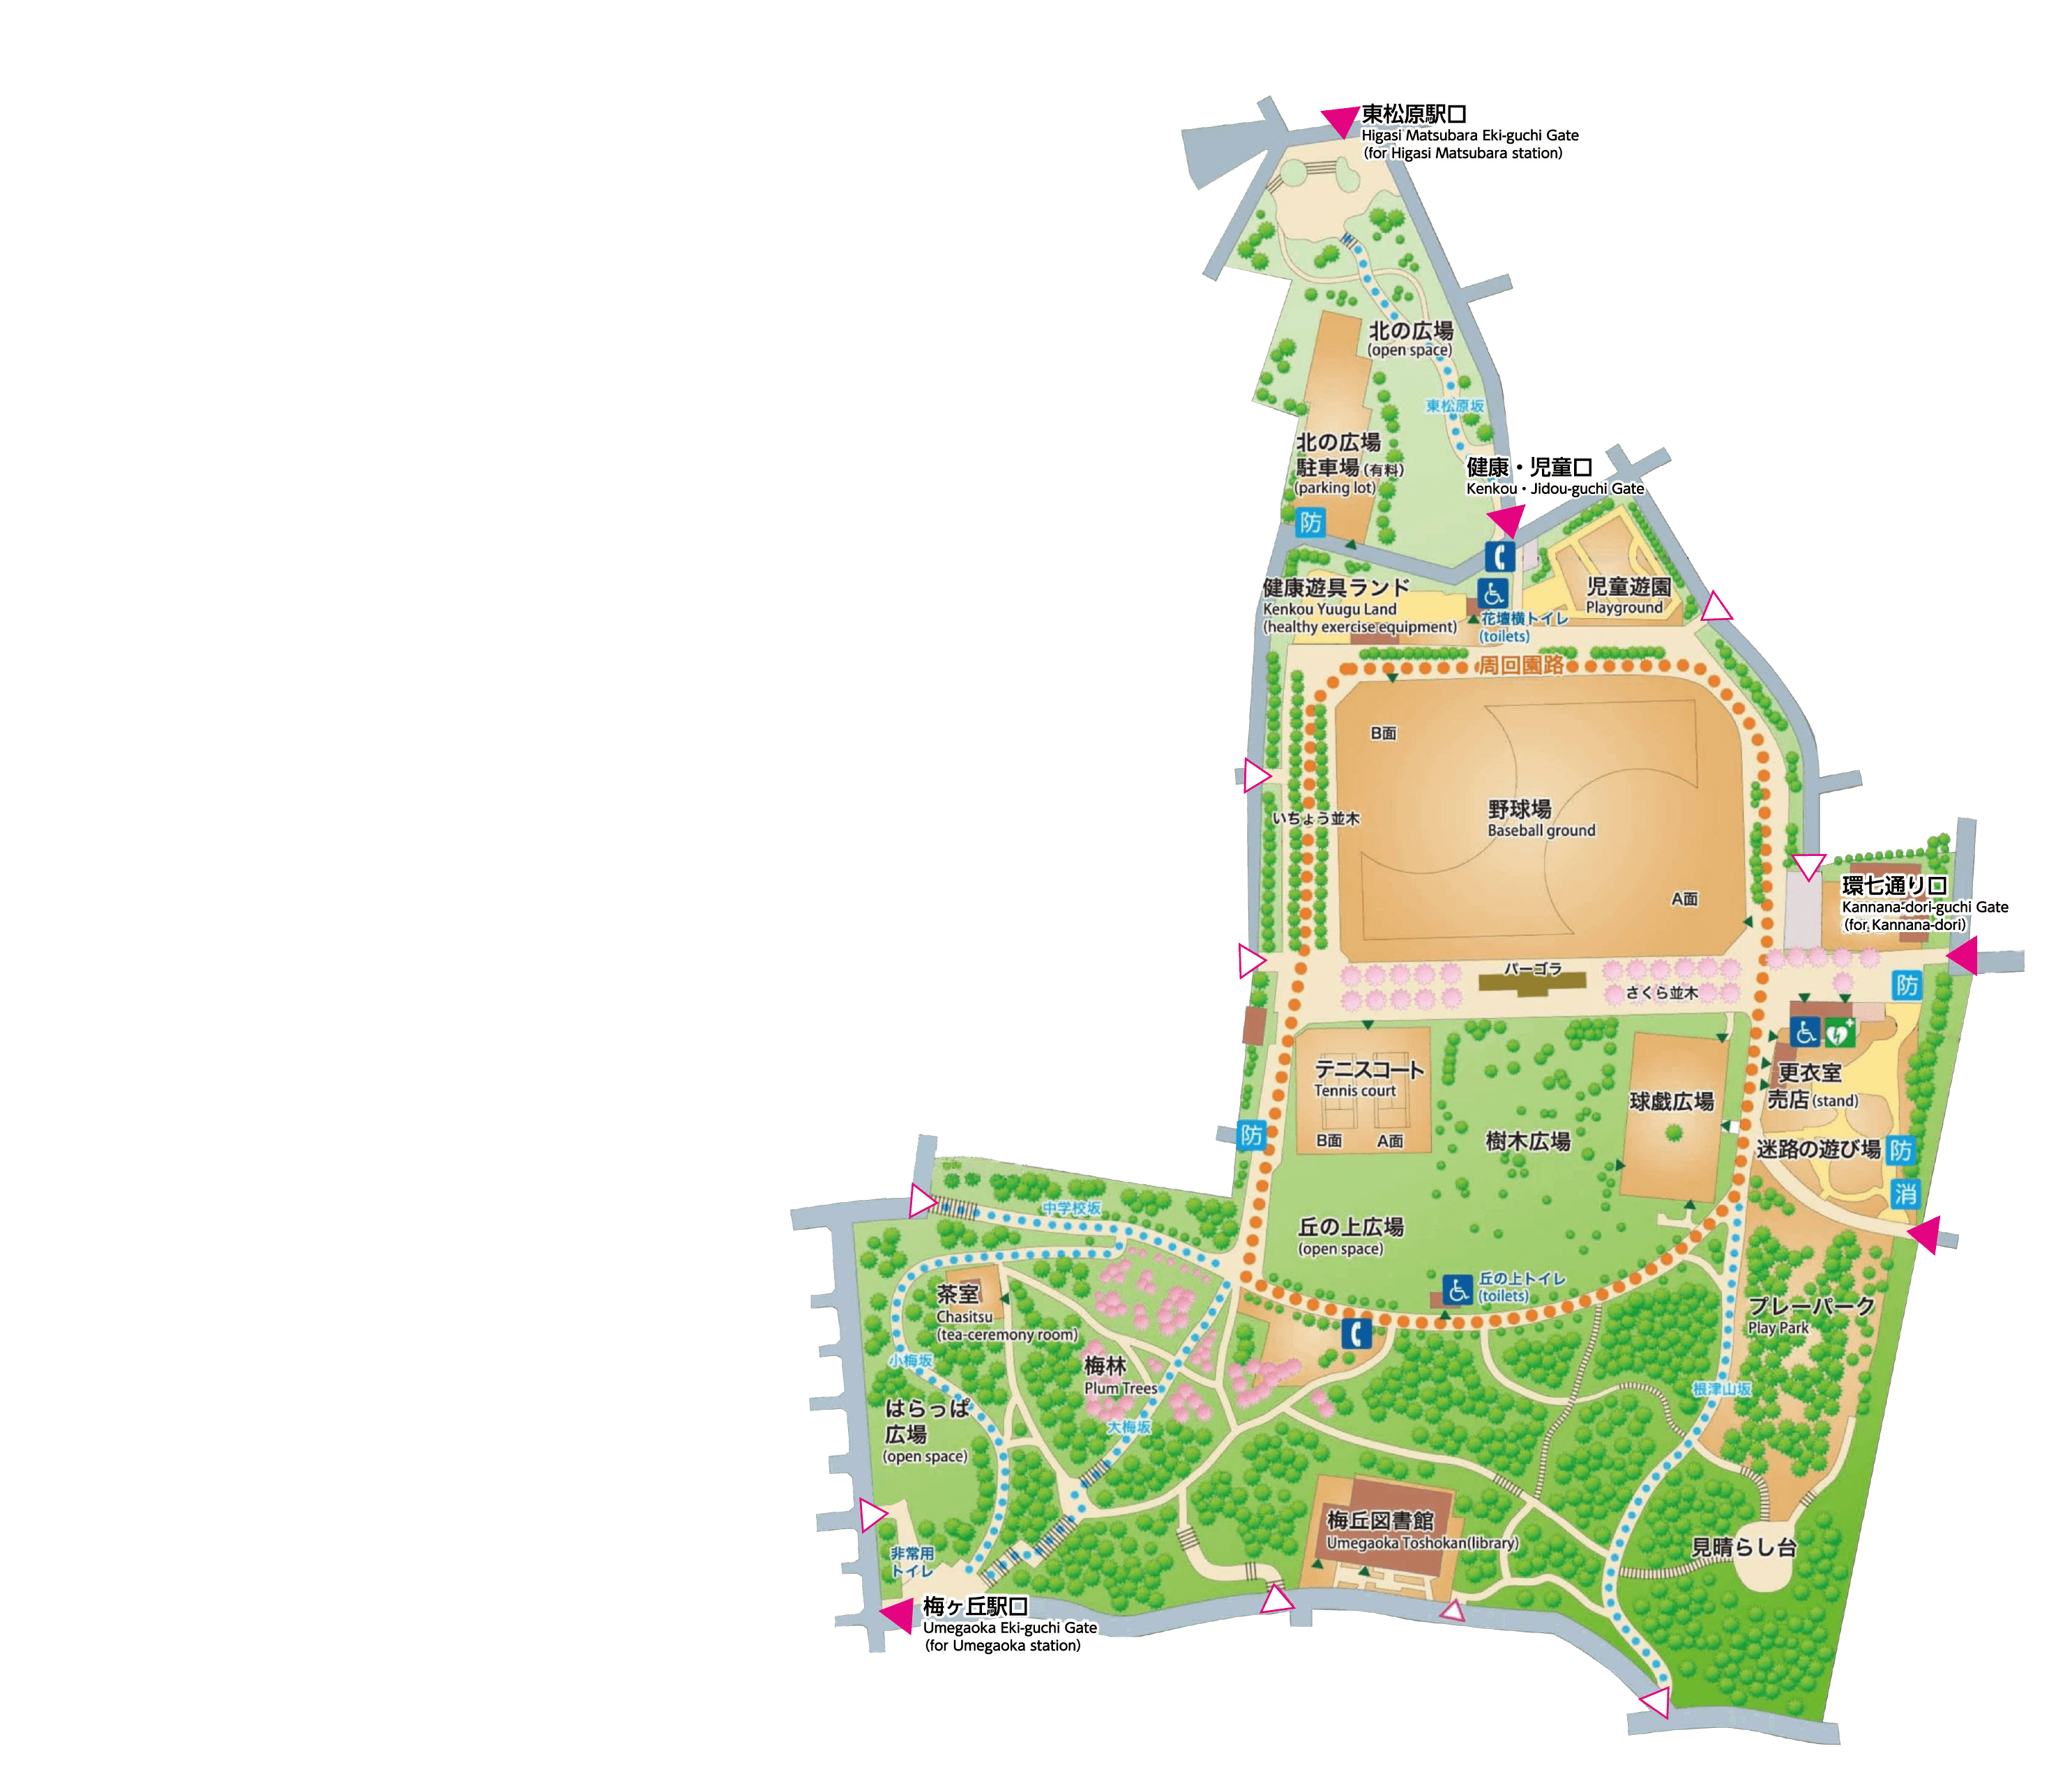 東松原駅口
Higasi Matsubara Eki-guchi Gate
(for Higasi Matsubara station)
北の広場
(open space)
東松原坂
北の広場
駐車場(有料)
(parking lot)
健康・児童口
Kenkou・Jidou-guchi Gate
防
健康遊具ランド
Kenkou Yuugu Land
(healthy exercise equipment)
花壇横トイレ
(toilets)
児童遊園
Playground
周回園路
B面
いちょう並木
野球場
Baseball ground
A面
環七通り口
Kannana-dori-guchi Gate
(for Kannana-dori)
パーゴラ
さくら並木
防
テニスコート
Tennis court
B面
A面
球戯広場
更衣室
売店(stand)
樹木広場
防
迷路の遊び場
防
消
中学校坂
丘の上広場
(open space)
丘の上トイレ
(toilets)
茶室
Chasitsu
(tea-ceremony room)
プレーパーク
Play Park
小梅坂
梅林
Plum Trees
根津山坂
はらっぱ
広場
(open space)
大梅坂
梅丘図書館
Umegaoka Toshokan(library)
見晴らし台
非常用
トイレ
梅ヶ丘駅口
Umegaoka Eki-guchi Gate
(for Umegaoka station)